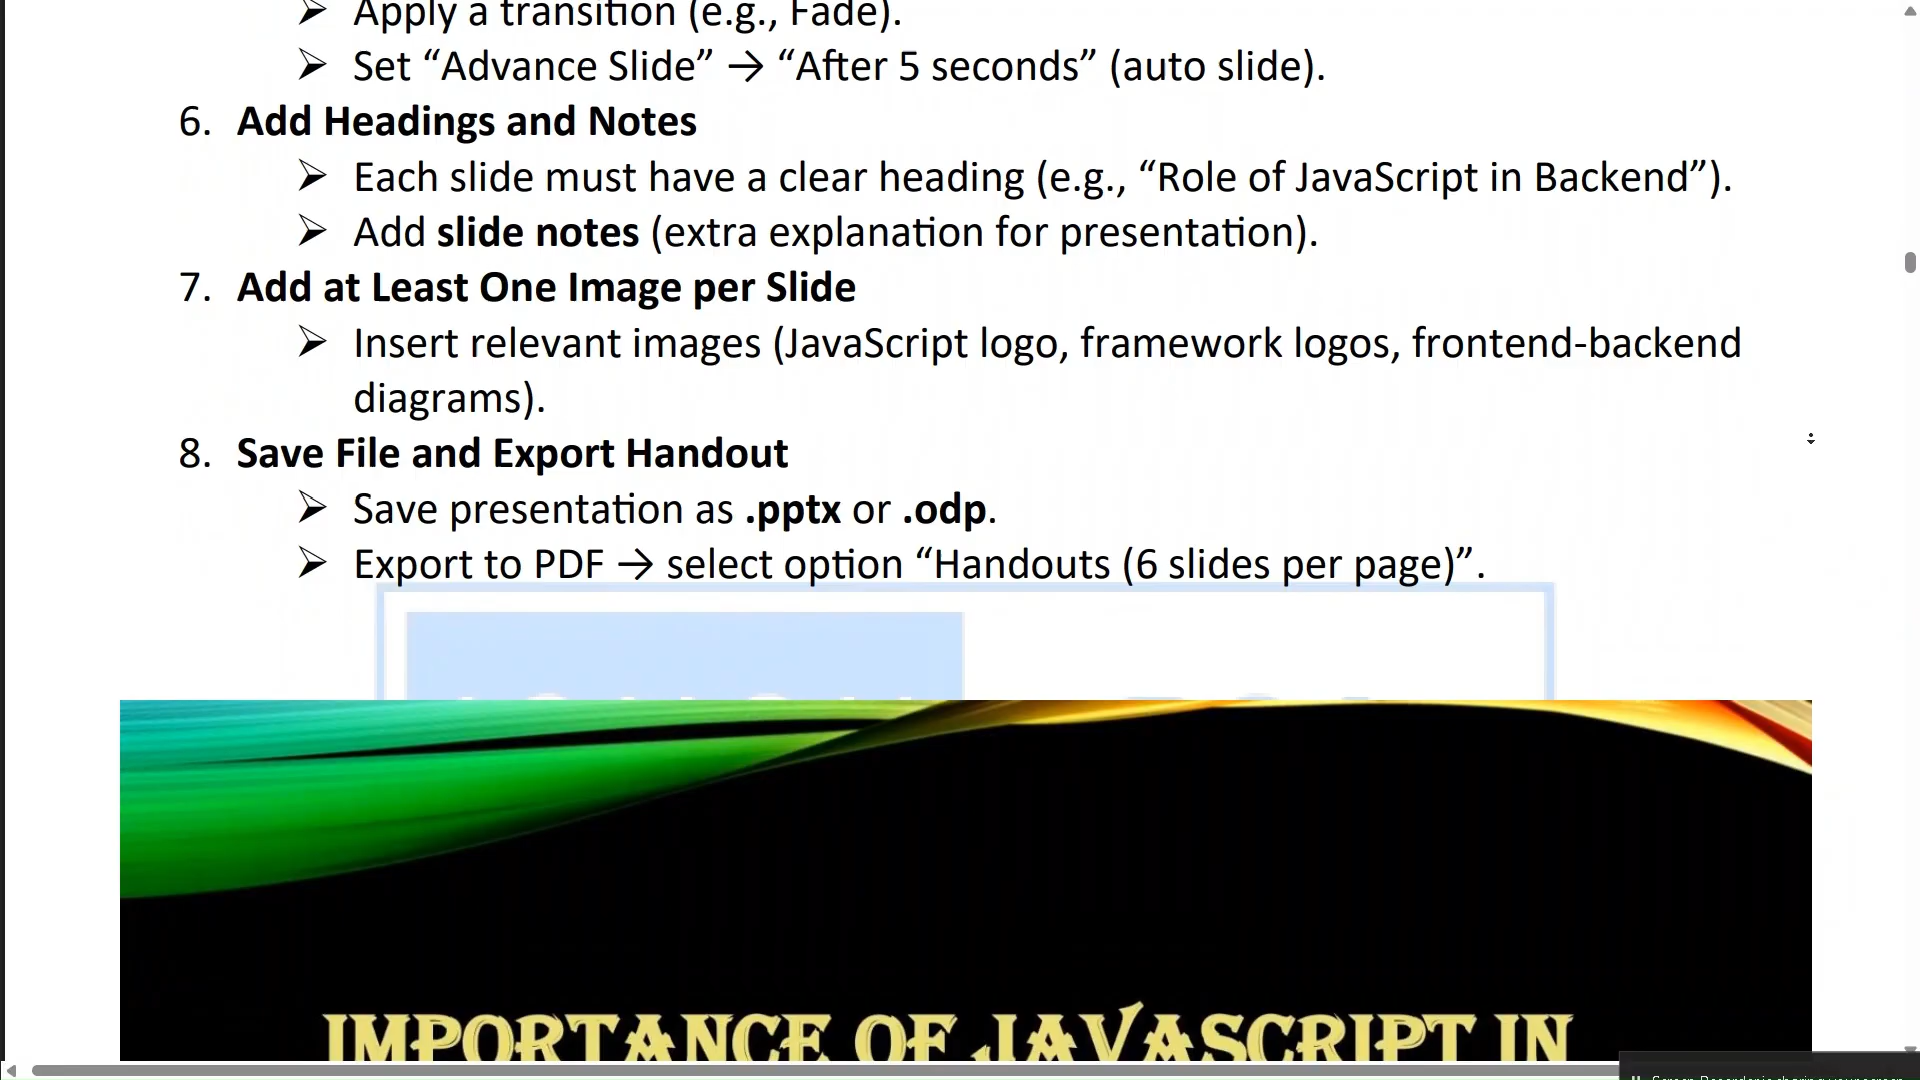 ➢ Apply a transition (e.g., Fade).
➢ Set “Advance Slide” → “After 5 seconds” (auto slide).
6. Add Headings and Notes
➢ Each slide must have a clear heading (e.g., “Role of JavaScript in Backend”).
➢ Add slide notes (extra explanation for presentation).
7. Add at Least One Image per Slide
➢ Insert relevant images (JavaScript logo, framework logos, frontend-backend
diagrams).
8. Save File and Export Handout
➢ Save presentation as .pptx or .odp.
➢ Export to PDF → select option “Handouts (6 slides per page)”.
IMPORTANCE OF JAVASCRIPT IN